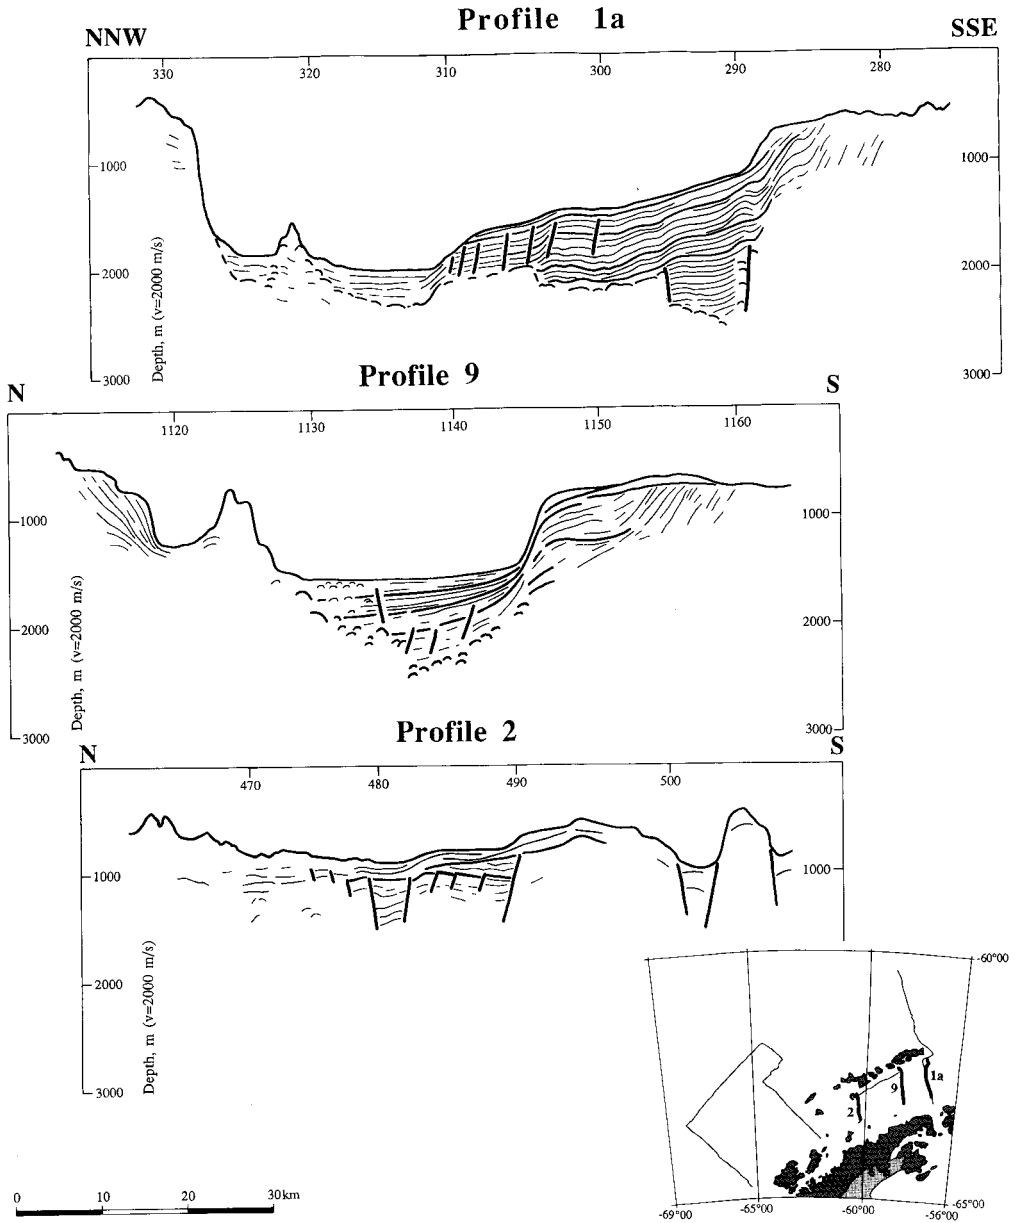 Profile 1a
NNW SSE
330 320 310 300 290 280
1000 1000
2000 2000
3000 3000
Depth, m (v=2000 m/s)
Profile 9
N S
1120 1130 1140 1150 1160
1000 1000
2000 2000
3000 3000
Depth, m (v=2000 m/s)
Profile 2
N S
470 480 490 500
1000 1000
2000
3000
Depth, m (v=2000 m/s)
-60°00
1a
9
2
-65°00
-69°00 -65°00 -60°00 -56°00
0 10 20 30km